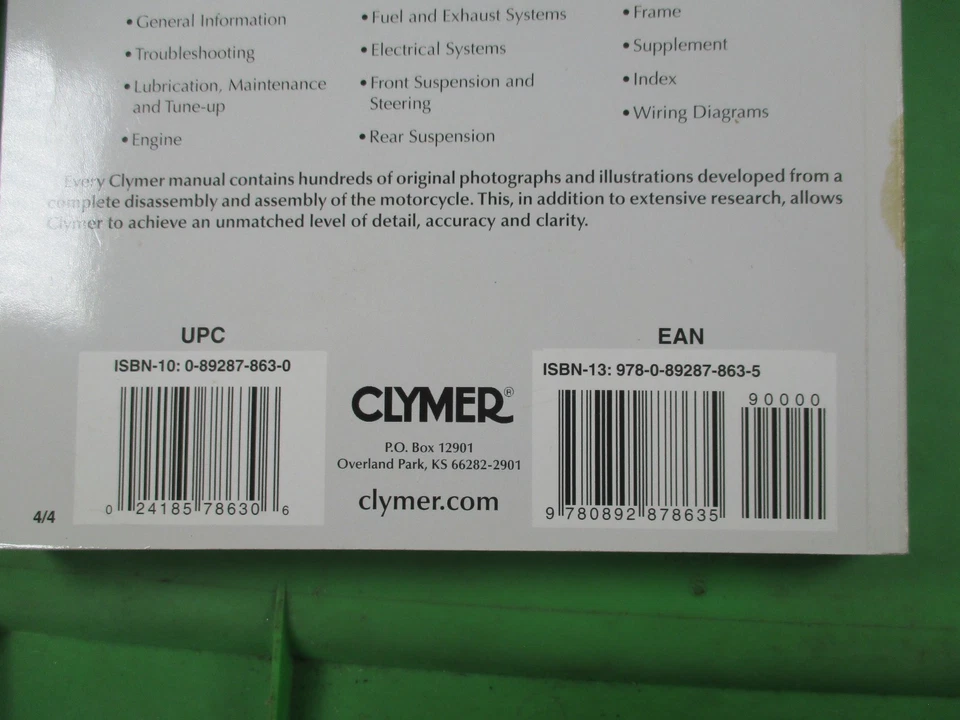 • General Information
• Troubleshooting
• Lubrication, Maintenance
and Tune-up
• Engine
• Fuel and Exhaust Systems
• Electrical Systems
• Front Suspension and
Steering
• Rear Suspension
• Frame
• Supplement
• Index
• Wiring Diagrams
Every Clymer manual contains hundreds of original photographs and illustrations developed from a
complete disassembly and assembly of the motorcycle. This, in addition to extensive research, allows
Clymer to achieve an unmatched level of detail, accuracy and clarity.
UPC
ISBN-10: 0-89287-863-0
0 24185 78630 6
4/4
CLYMER®
P.O. Box 12901
Overland Park, KS 66282-2901
clymer.com
EAN
ISBN-13: 978-0-89287-863-5
90000
9 780892 878635